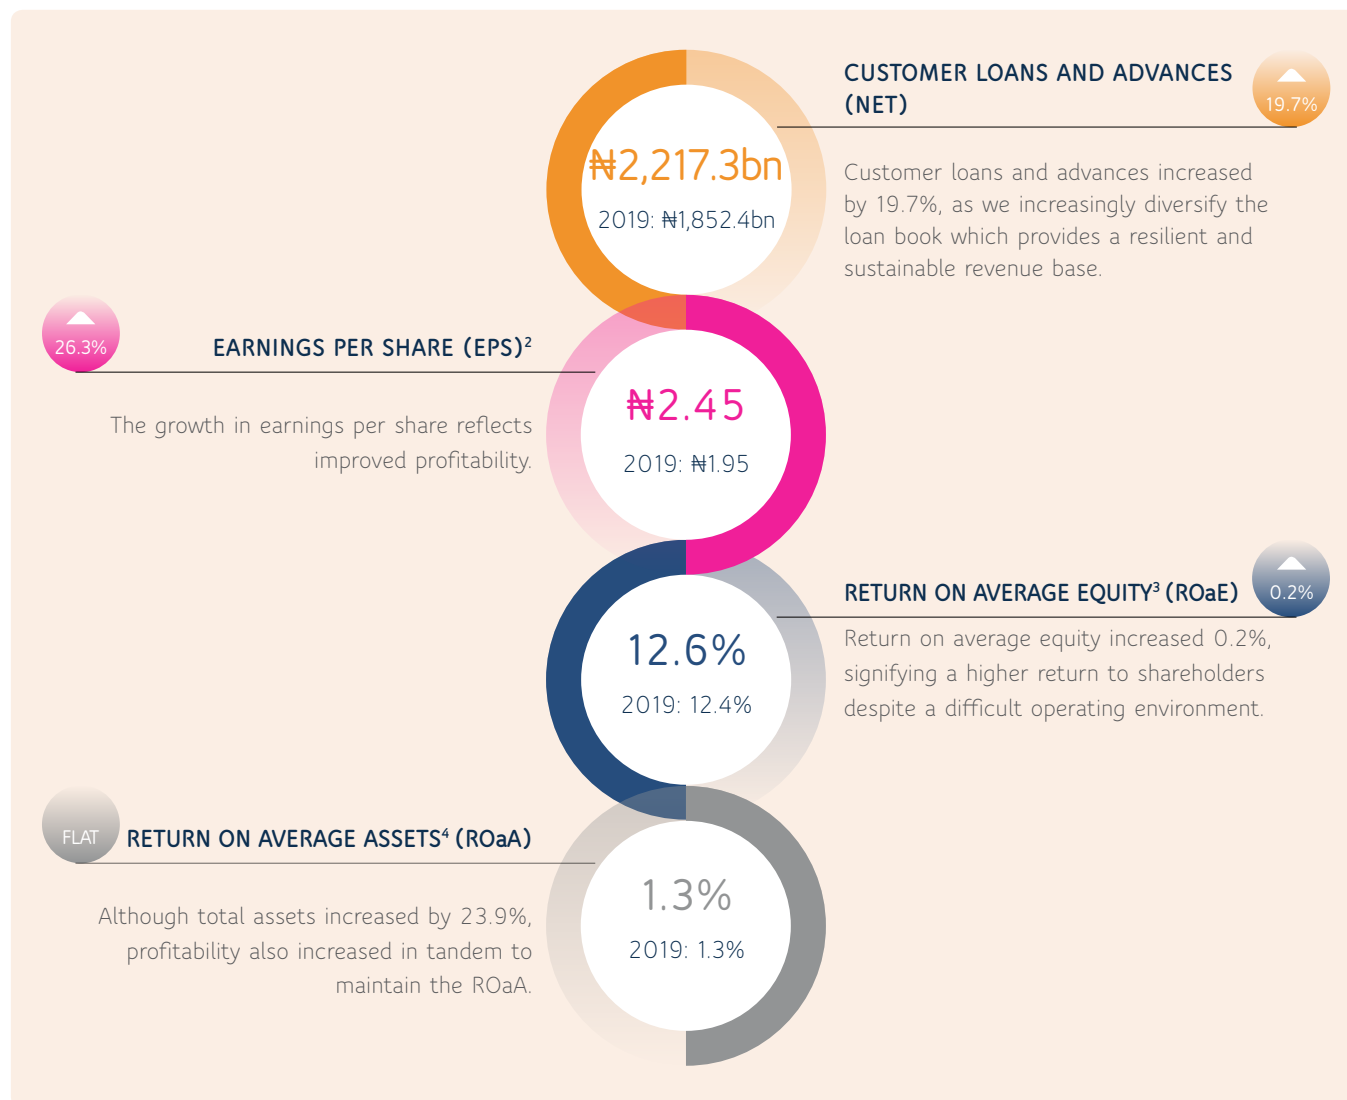 CUSTOMER LOANS AND ADVANCES
(NET)
19.7%
₦2,217.3bn
2019: ₦1,852.4bn
Customer loans and advances increased
by 19.7%, as we increasingly diversify the
loan book which provides a resilient and
sustainable revenue base.
26.3%
EARNINGS PER SHARE (EPS)²
₦2.45
2019: ₦1.95
The growth in earnings per share reflects
improved profitability.
RETURN ON AVERAGE EQUITY³ (ROaE)
0.2%
12.6%
2019: 12.4%
Return on average equity increased 0.2%,
signifying a higher return to shareholders
despite a difficult operating environment.
FLAT
RETURN ON AVERAGE ASSETS⁴ (ROaA)
1.3%
2019: 1.3%
Although total assets increased by 23.9%,
profitability also increased in tandem to
maintain the ROaA.